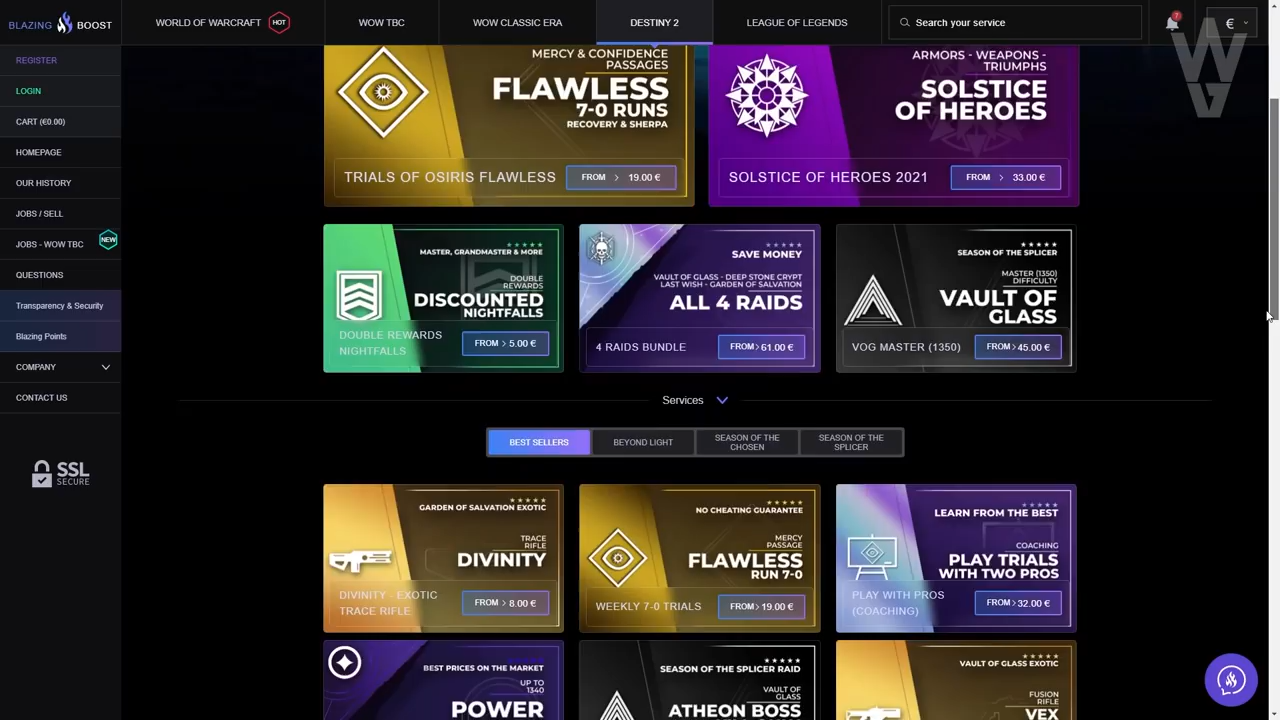 BLAZING BOOST
WORLD OF WARCRAFT HOT
WOW TBC
WOW CLASSIC ERA
DESTINY 2
LEAGUE OF LEGENDS
Search your service
7
€
W
G
REGISTER
LOGIN
CART (€0.00)
HOMEPAGE
OUR HISTORY
JOBS / SELL
JOBS - WOW TBC NEW
QUESTIONS
Transparency & Security
Blazing Points
COMPANY
CONTACT US
SSL
SECURE
MERCY & CONFIDENCE
PASSAGES
FLAWLESS
7-0 RUNS
RECOVERY & SHERPA
TRIALS OF OSIRIS FLAWLESS
FROM > 19.00 €
ARMORS - WEAPONS -
TRIUMPHS
SOLSTICE
OF HEROES
SOLSTICE OF HEROES 2021
FROM > 33.00 €
MASTER, GRANDMASTER & MORE
DOUBLE
REWARDS
DISCOUNTED
NIGHTFALLS
DOUBLE REWARDS
NIGHTFALLS
FROM > 5.00 €
SAVE MONEY
VAULT OF GLASS - DEEP STONE CRYPT
LAST WISH - GARDEN OF SALVATION
ALL 4 RAIDS
4 RAIDS BUNDLE
FROM > 61.00 €
SEASON OF THE SPLICER
MASTER (1350)
DIFFICULTY
VAULT OF
GLASS
VOG MASTER (1350)
FROM > 45.00 €
Services
BEST SELLERS
BEYOND LIGHT
SEASON OF THE
CHOSEN
SEASON OF THE
SPLICER
GARDEN OF SALVATION EXOTIC
TRACE
RIFLE
DIVINITY
DIVINITY - EXOTIC
TRACE RIFLE
FROM > 8.00 €
NO CHEATING GUARANTEE
MERCY
PASSAGE
FLAWLESS
RUN 7-0
WEEKLY 7-0 TRIALS
FROM > 19.00 €
LEARN FROM THE BEST
COACHING
PLAY TRIALS
WITH TWO PROS
PLAY WITH PROS
(COACHING)
FROM > 32.00 €
BEST PRICES ON THE MARKET
UP TO
1340
POWER
SEASON OF THE SPLICER RAID
VAULT OF
GLASS
ATHEON BOSS
VAULT OF GLASS EXOTIC
FUSION
RIFLE
VEX